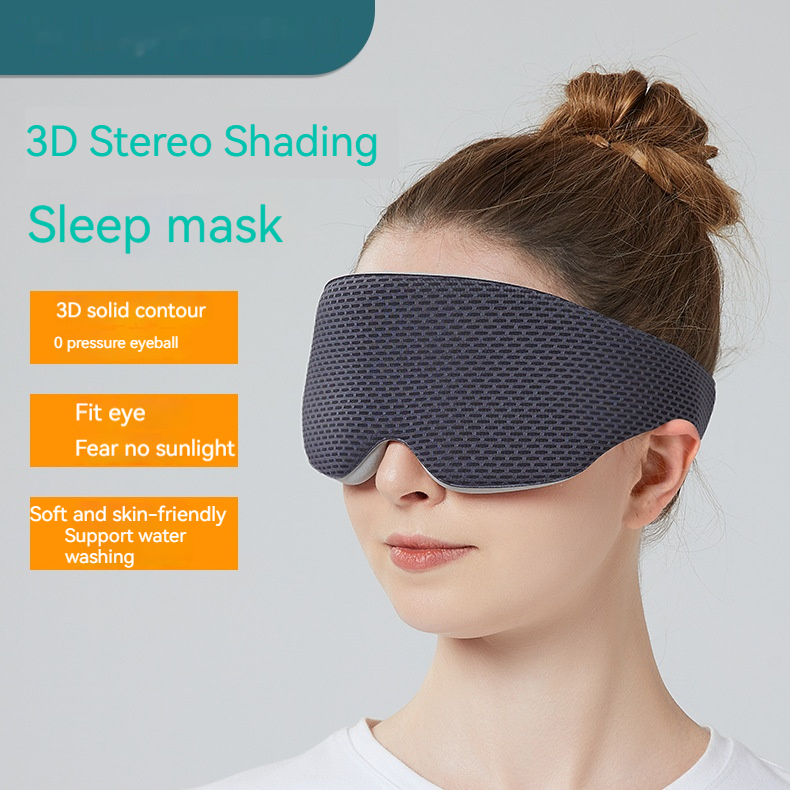 3D Stereo Shading
Sleep mask
3D solid contour
0 pressure eyeball
Fit eye
Fear no sunlight
Soft and skin-friendly
Support water
washing